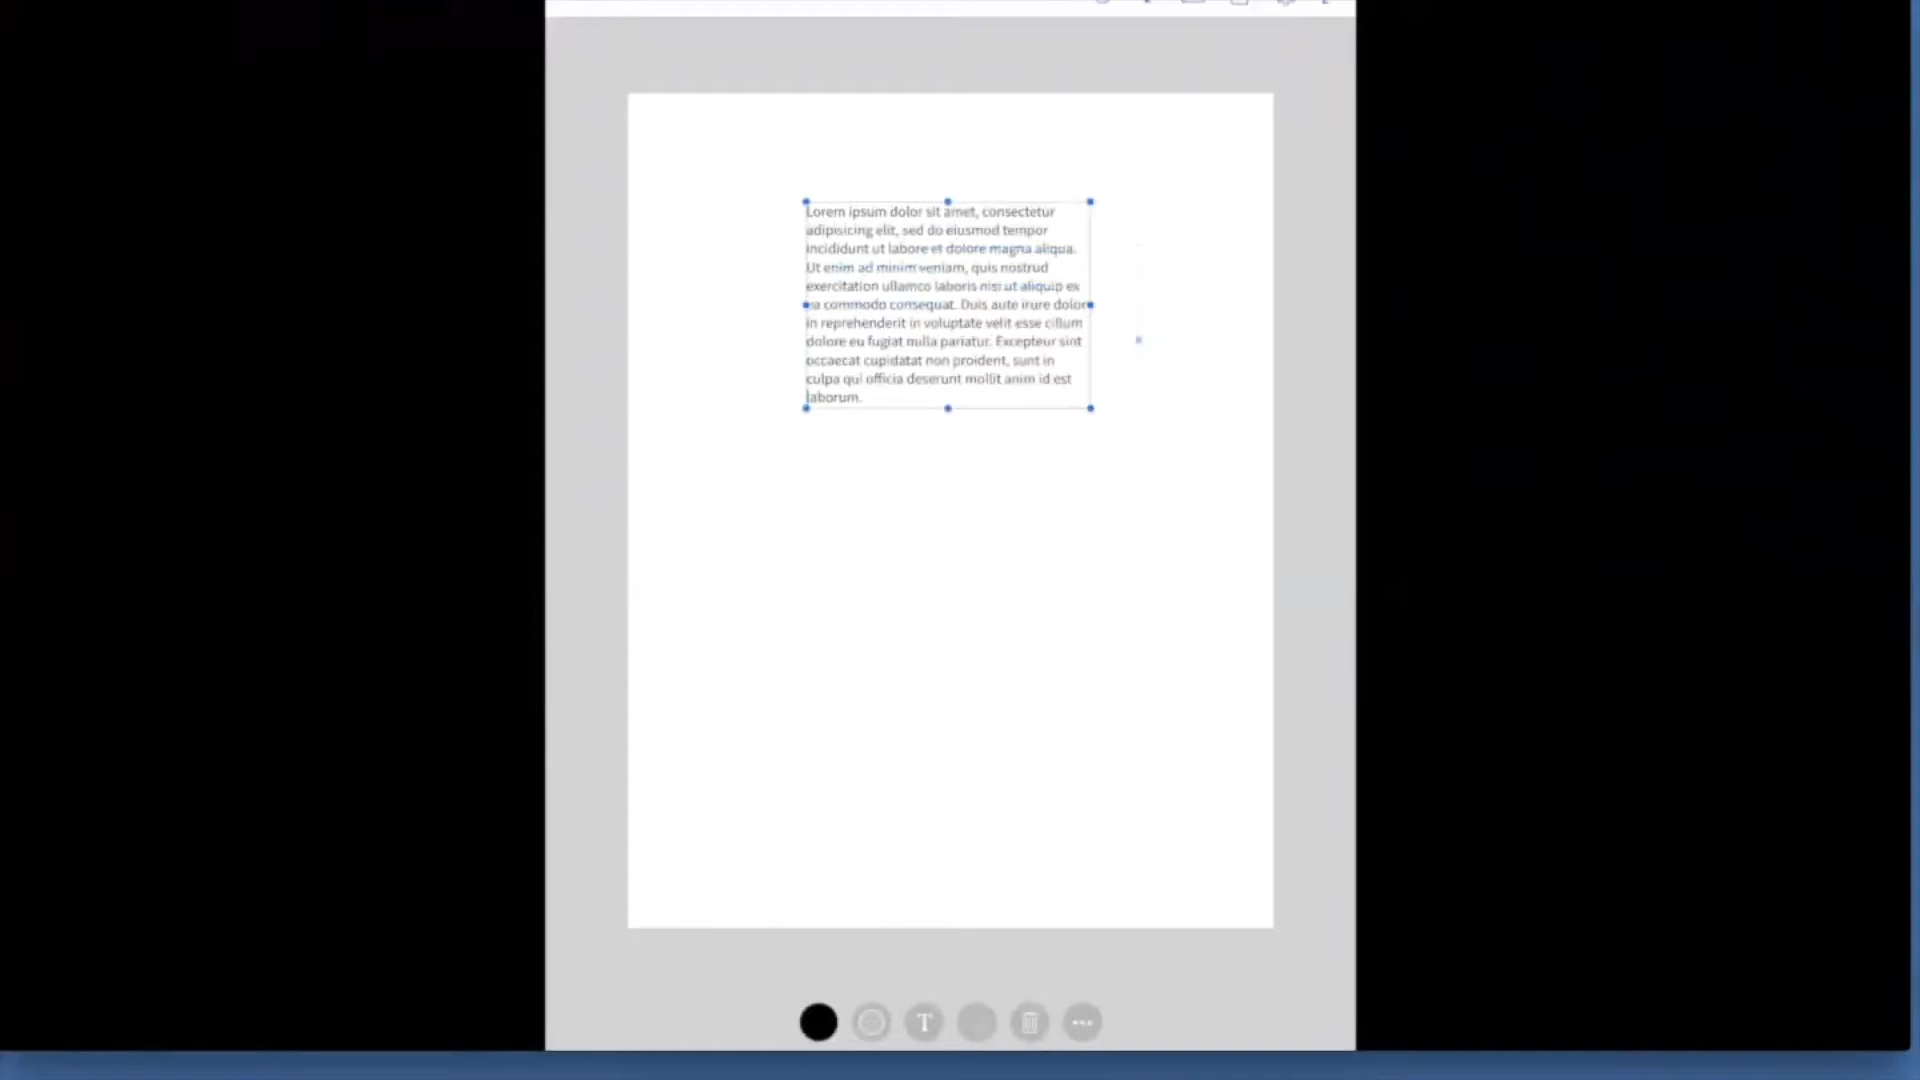 Lorem ipsum dolor sit amet, consectetur
adipisicing elit, sed do eiusmod tempor
incididunt ut labore et dolore magna aliqua.
Ut enim ad minim veniam, quis nostrud
exercitation ullamco laboris nisi ut aliquip ex
ea commodo consequat. Duis aute irure dolor
in reprehenderit in voluptate velit esse cillum
dolore eu fugiat nulla pariatur. Excepteur sint
occaecat cupidatat non proident, sunt in
culpa qui officia deserunt mollit anim id est
laborum.
T